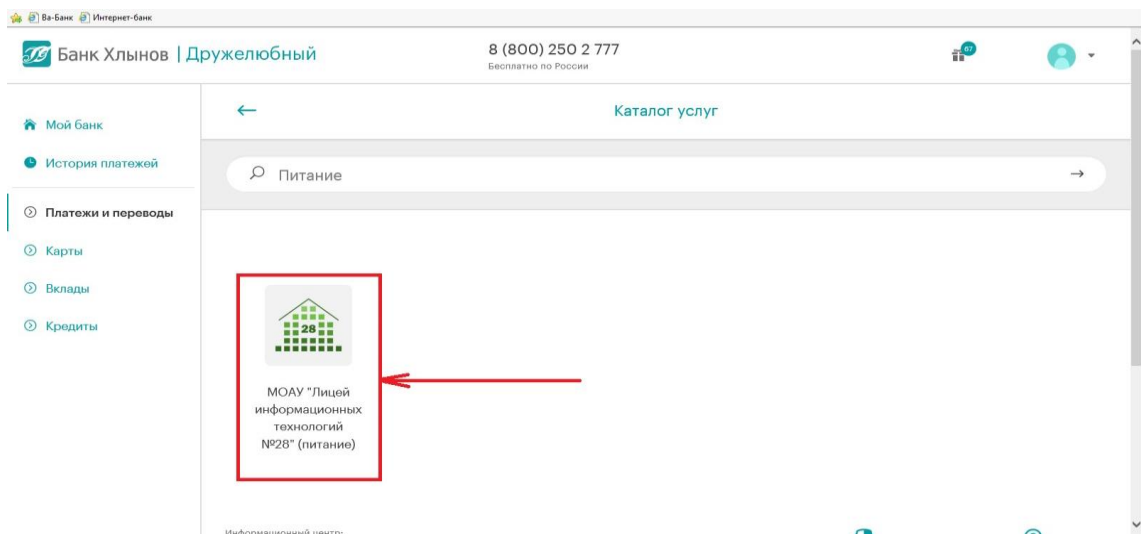 Ва-Банк Интернет-банк
Банк Хлынов | Дружелюбный
8 (800) 250 2 777
Бесплатно по России
67
Мой банк
История платежей
Платежи и переводы
Карты
Вклады
Кредиты
Каталог услуг
Питание
28
МОАУ "Лицей
информационных
технологий
№28" (питание)
Информационный центр: